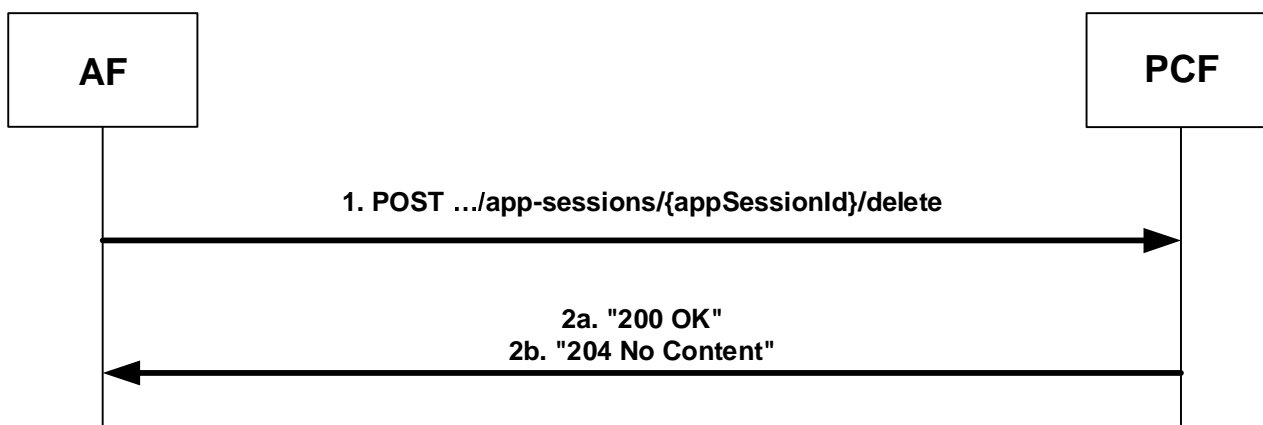 AF
PCF
1. POST …/app-sessions/{appSessionId}/delete
2a. "200 OK"
2b. "204 No Content"